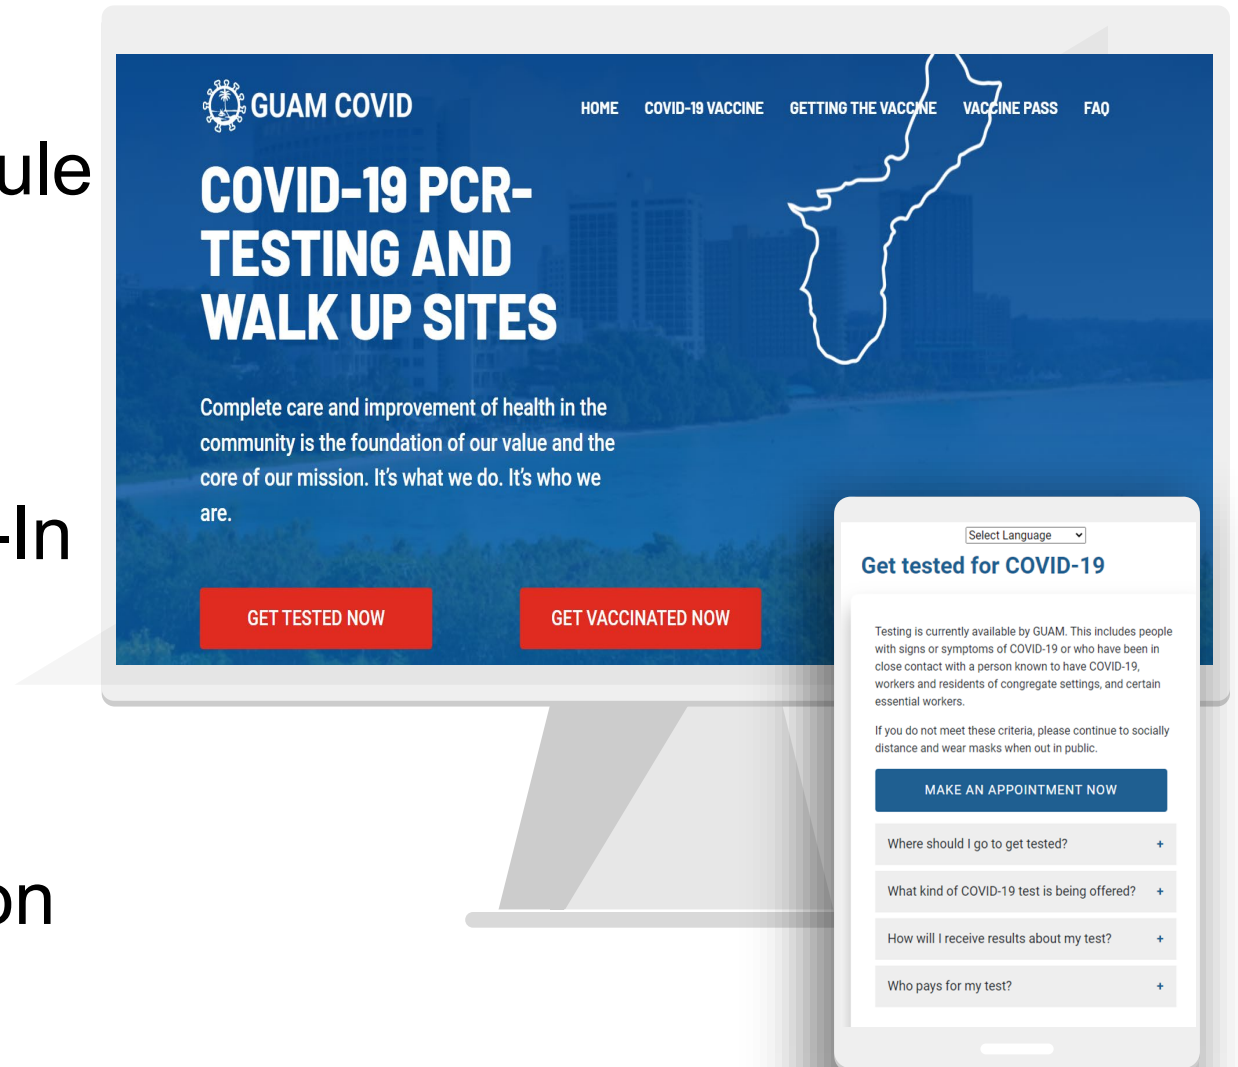 ule
-In
on
GUAM COVID
HOME COVID-19 VACCINE GETTING THE VACCINE VACCINE PASS FAQ
COVID-19 PCR-
TESTING AND
WALK UP SITES
Complete care and improvement of health in the
community is the foundation of our value and the
core of our mission. It’s what we do. It’s who we
are.
GET TESTED NOW
GET VACCINATED NOW
Select Language
Get tested for COVID-19
Testing is currently available by GUAM. This includes people
with signs or symptoms of COVID-19 or who have been in
close contact with a person known to have COVID-19,
workers and residents of congregate settings, and certain
essential workers.
If you do not meet these criteria, please continue to socially
distance and wear masks when out in public.
MAKE AN APPOINTMENT NOW
Where should I go to get tested? +
What kind of COVID-19 test is being offered? +
How will I receive results about my test? +
Who pays for my test? +